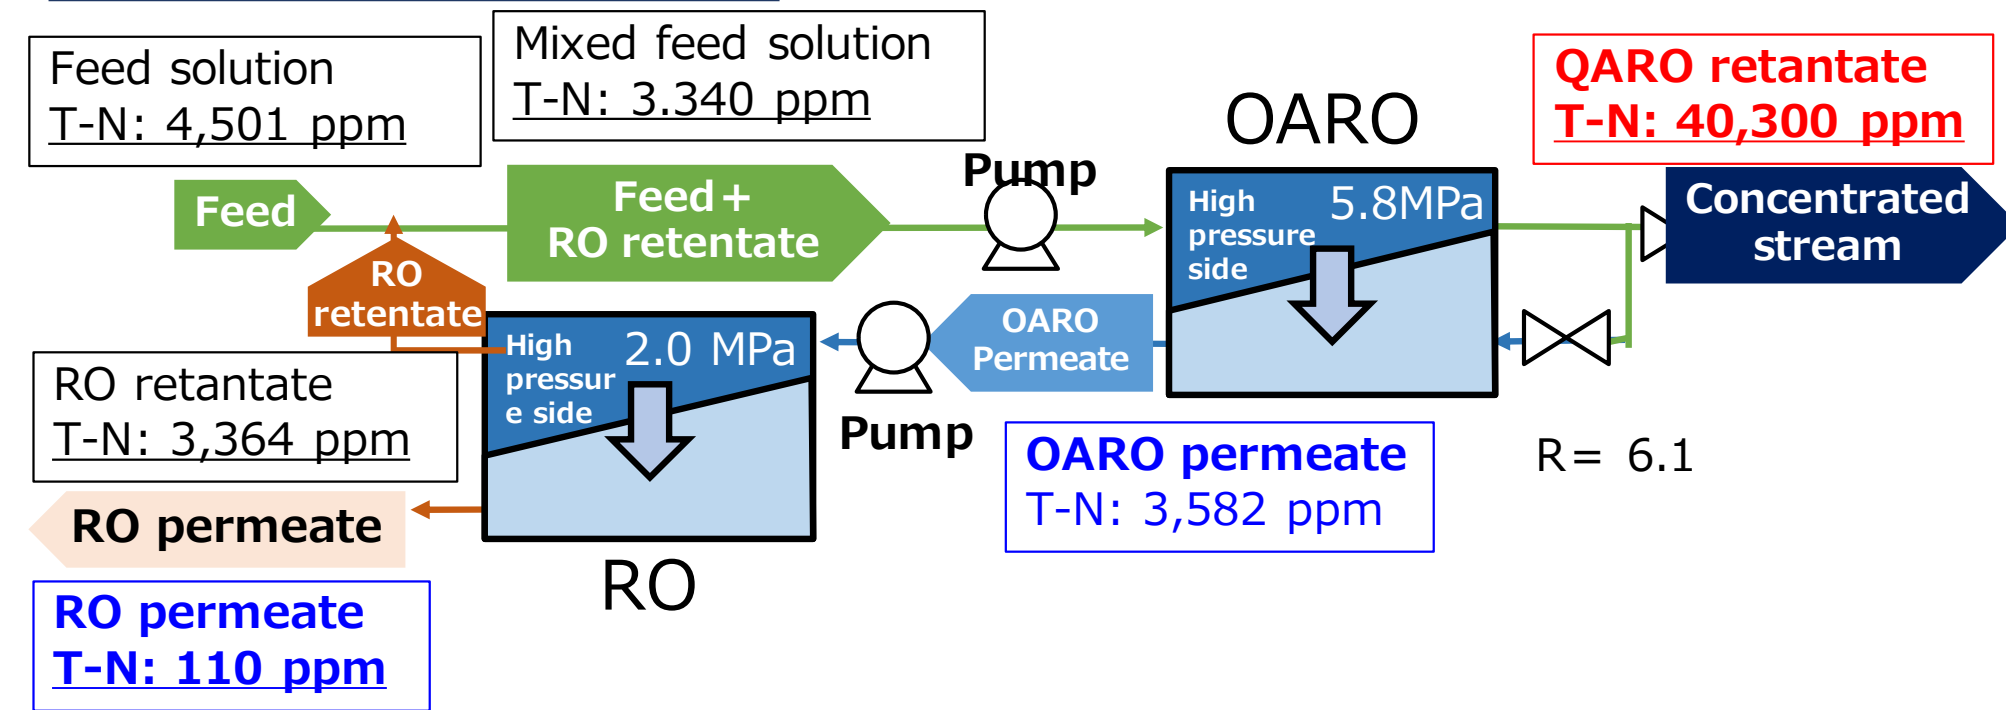 Feed solution
T-N: 4,501 ppm
Mixed feed solution
T-N: 3.340 ppm
OARO
QARO retantate
T-N: 40,300 ppm
Feed
Feed+
RO retentate
Pump
High
pressure
side
5.8MPa
Concentrated
stream
RO
retentate
High
pressur
e side
2.0 MPa
Pump
OARO
Permeate
RO retantate
T-N: 3,364 ppm
OARO permeate
T-N: 3,582 ppm
R= 6.1
RO permeate
RO
RO permeate
T-N: 110 ppm